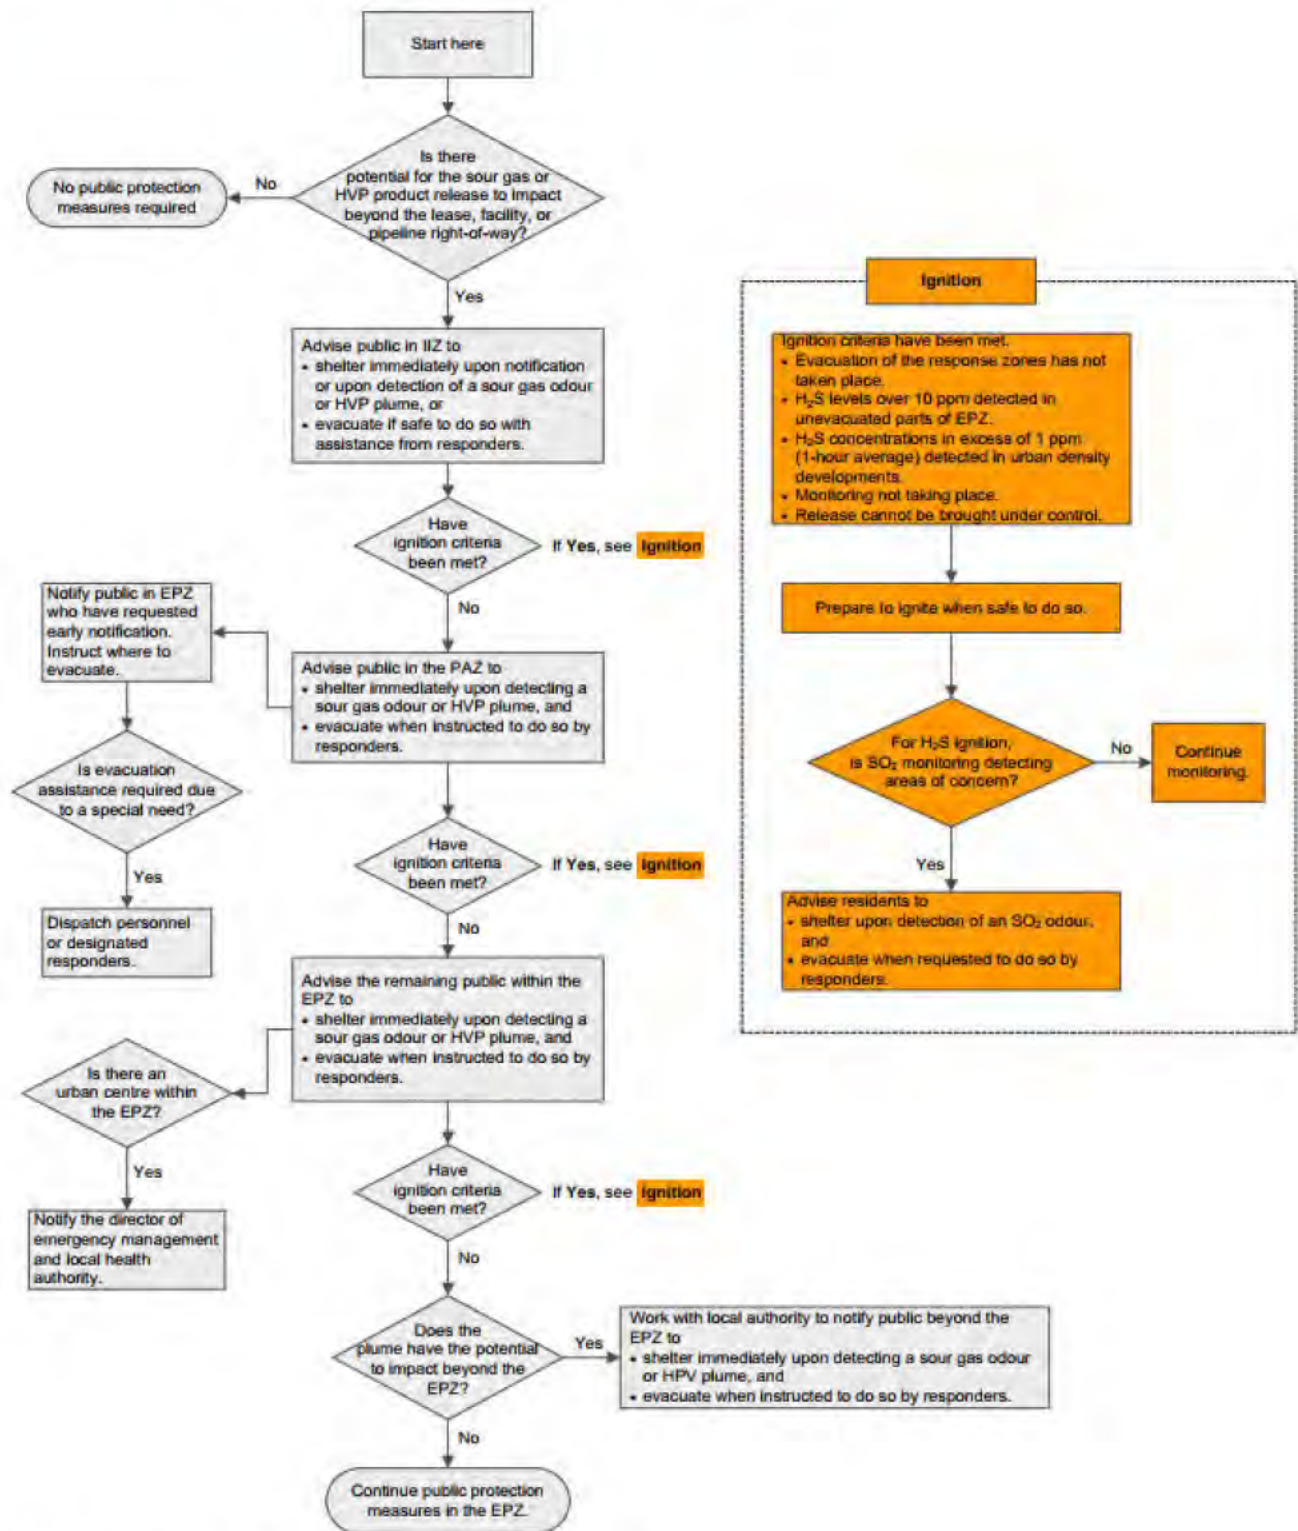 Start here
Is there
potential for the sour gas or
HVP product release to impact
beyond the lease, facility, or
pipeline right-of-way?
No
No public protection
measures required
Yes
Advise public in IIZ to
• shelter immediately upon notification
or upon detection of a sour gas odour
or HVP plume, or
• evacuate if safe to do so with
assistance from responders.
Have
ignition criteria
been met?
If Yes, see Ignition
No
Advise public in the PAZ to
• shelter immediately upon detecting a
sour gas odour or HVP plume, and
• evacuate when instructed to do so by
responders.
Notify public in EPZ
who have requested
early notification.
Instruct where to
evacuate.
Is evacuation
assistance required due
to a special need?
Yes
Dispatch personnel
or designated
responders.
Have
ignition criteria
been met?
If Yes, see Ignition
No
Advise the remaining public within the
EPZ to
• shelter immediately upon detecting a
sour gas odour or HVP plume, and
• evacuate when instructed to do so by
responders.
Is there an
urban centre within
the EPZ?
Yes
Notify the director of
emergency management
and local health
authority.
Have
ignition criteria
been met?
If Yes, see Ignition
No
Does the
plume have the potential
to impact beyond the
EPZ?
Yes
Work with local authority to notify public beyond the
EPZ to
• shelter immediately upon detecting a sour gas odour
or HPV plume, and
• evacuate when instructed to do so by responders.
No
Continue public protection
measures in the EPZ.
Ignition
Ignition criteria have been met.
• Evacuation of the response zones has not
taken place.
• H₂S levels over 10 ppm detected in
unevacuated parts of EPZ.
• H₂S concentrations in excess of 1 ppm
(1-hour average) detected in urban density
developments.
• Monitoring not taking place.
• Release cannot be brought under control.
Prepare to ignite when safe to do so.
For H₂S ignition,
is SO₂ monitoring detecting
areas of concern?
No
Continue
monitoring.
Yes
Advise residents to
• shelter upon detection of an SO₂ odour,
and
• evacuate when requested to do so by
responders.